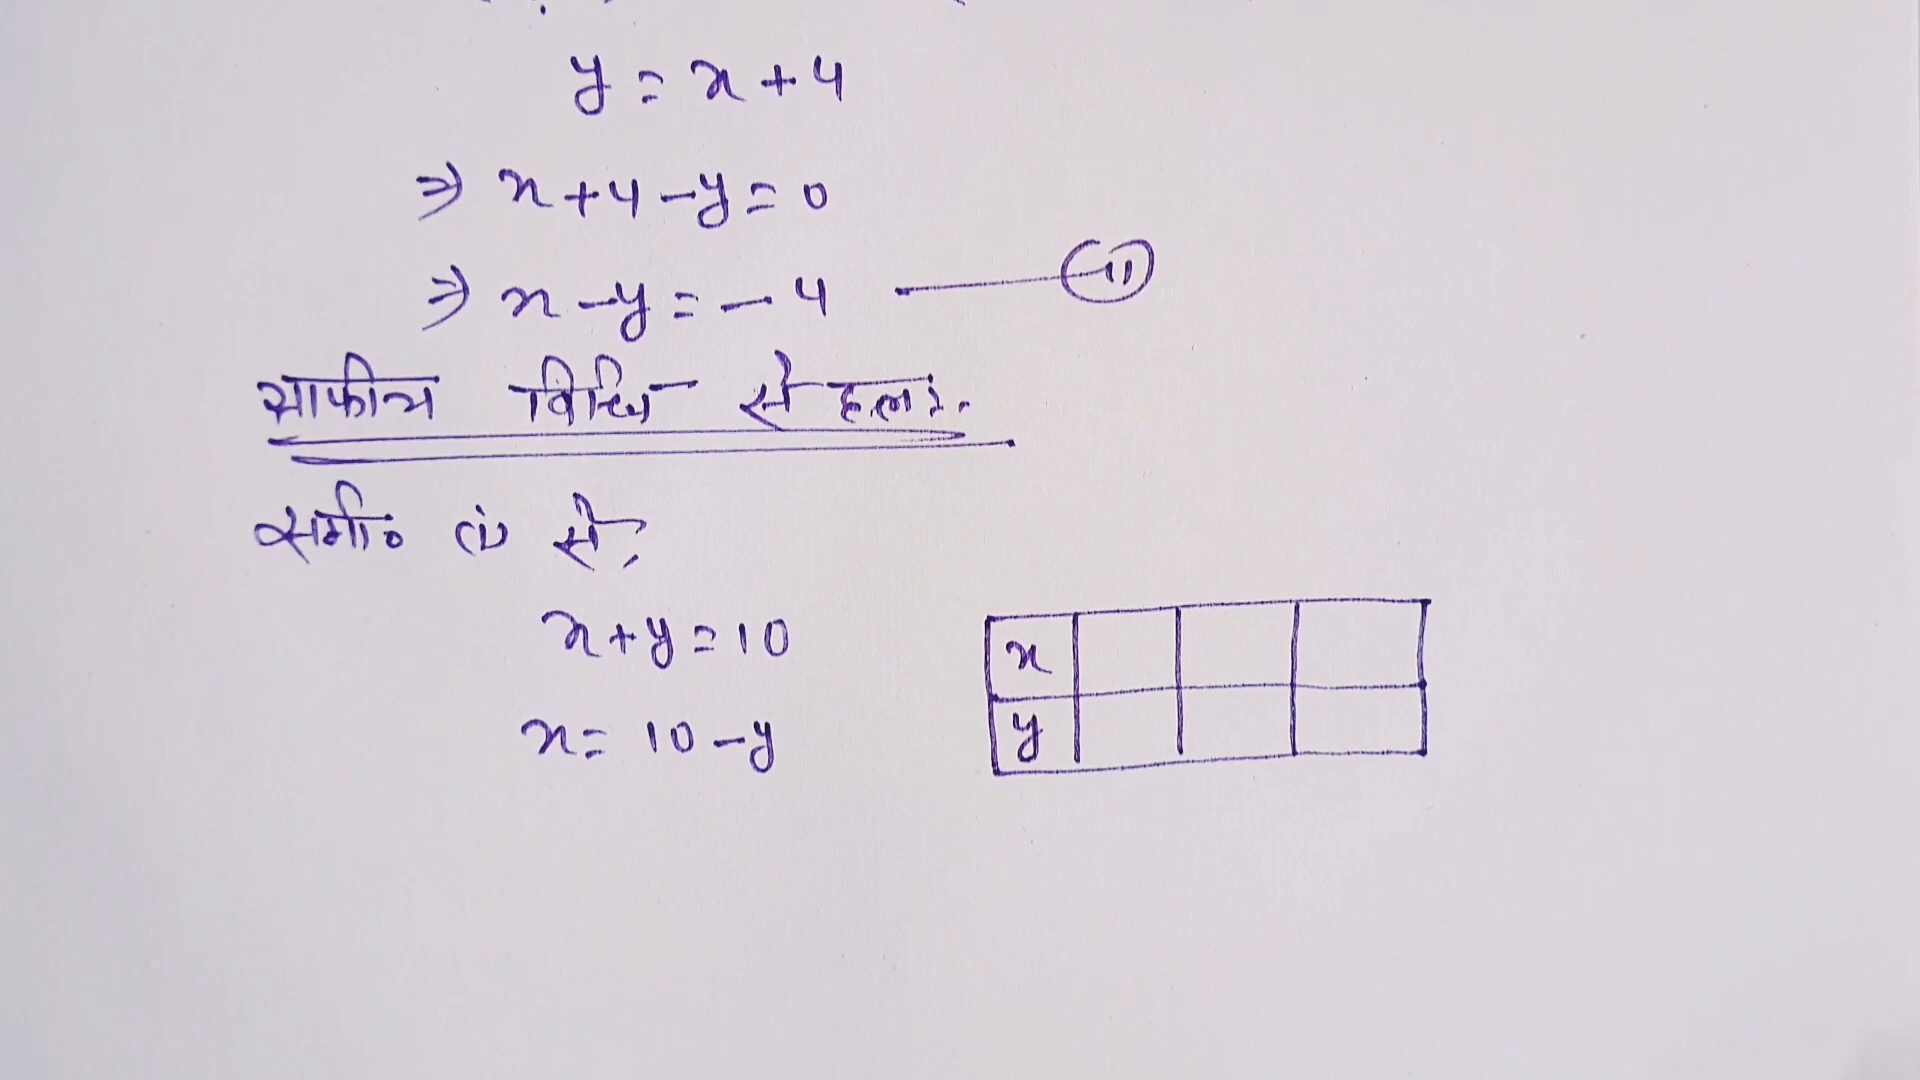 y = x + 4
⇒ x + 4 - y = 0
⇒ x - y = - 4 (ii)
ग्राफीय विधि से हल :-
समी० (i) से,
x + y = 10
x = 10 - y
x
y